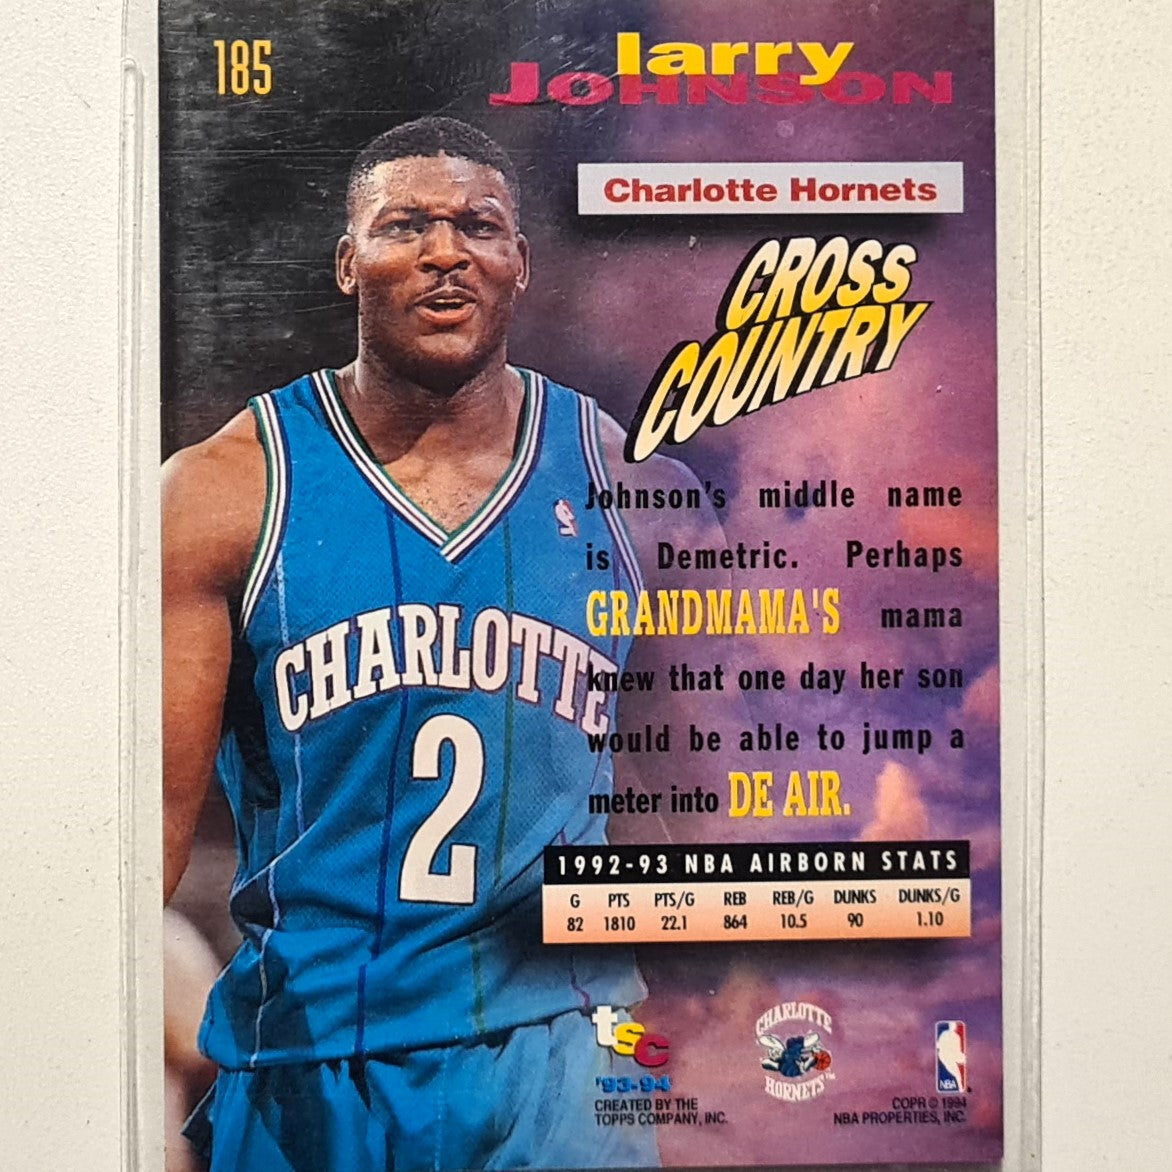 185
larry
JOHNSON
Charlotte Hornets
CROSS
COUNTRY
Johnson's middle name
is Demetric. Perhaps
GRANDMAMA'S mama
knew that one day her son
would be able to jump a
meter into DE AIR.
CHARLOTTE
2
1992-93 NBA AIRBORN STATS
G PTS PTS/G REB REB/G DUNKS DUNKS/G
82 1810 22.1 864 10.5 90 1.10
tsc
'93-94
CREATED BY THE
TOPPS COMPANY, INC.
CHARLOTTE
HORNETS™
NBA
COPR © 1994
NBA PROPERTIES, INC.